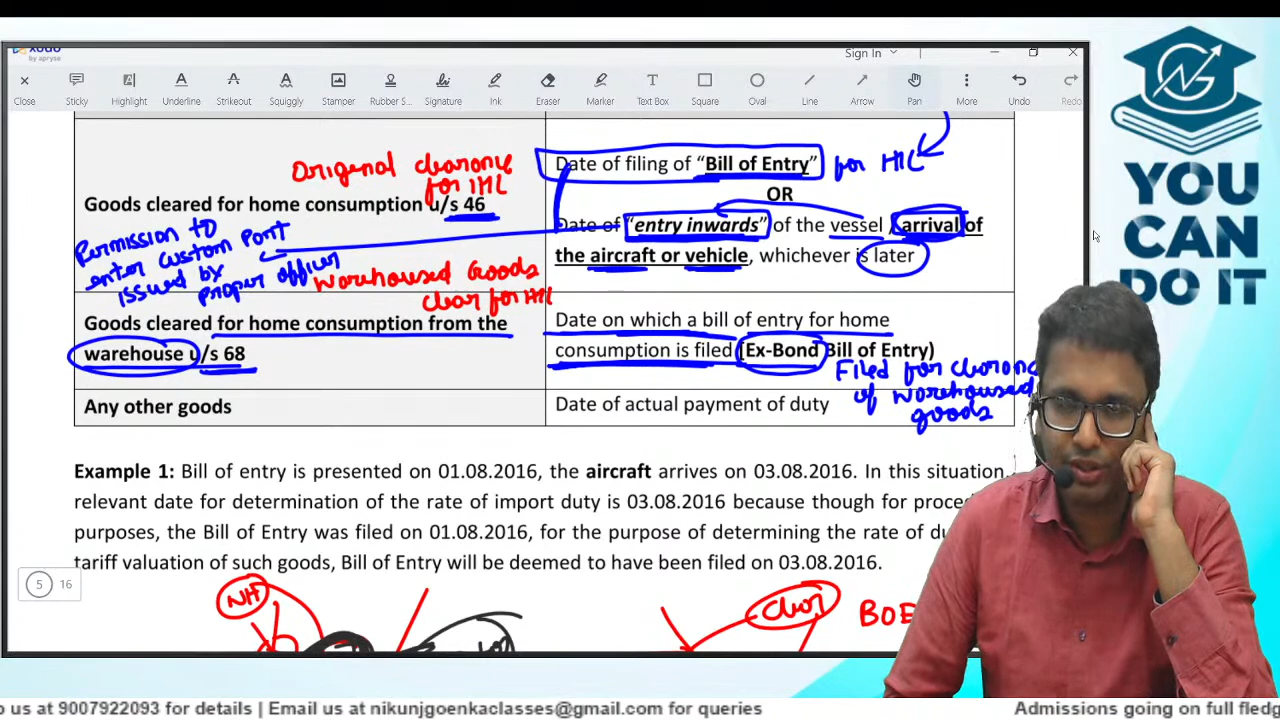 XODO
by apryse
Sign In
Close
Sticky
Highlight
Underline
Strikeout
Squiggly
Stamper
Rubber S...
Signature
Ink
Eraser
Marker
Text Box
Square
Oval
Line
Arrow
Pan
More
Undo
Redo
Original clearance
for HC
Goods cleared for home consumption u/s 46
Permission to
enter custom Port
issued by
proper officer
Date of filing of "Bill of Entry"
for HC
OR
Date of "entry inwards" of the vessel / arrival of
the aircraft or vehicle, whichever is later
Warehoused Goods
clear for HC
Goods cleared for home consumption from the
warehouse u/s 68
Date on which a bill of entry for home
consumption is filed (Ex-Bond Bill of Entry)
Filed for
of warehoused
goods
Any other goods
Date of actual payment of duty
Example 1: Bill of entry is presented on 01.08.2016, the aircraft arrives on 03.08.2016. In this situation,
relevant date for determination of the rate of import duty is 03.08.2016 because though for
purposes, the Bill of Entry was filed on 01.08.2016, for the purpose of determining the rate of
tariff valuation of such goods, Bill of Entry will be deemed to have been filed on 03.08.2016.
5 16
NH
BOE
NG
YOU
CAN
DO IT
o us at 9007922093 for details | Email us at nikunjgoenkaclasses@gmail.com for queries
Admissions going on full fledg